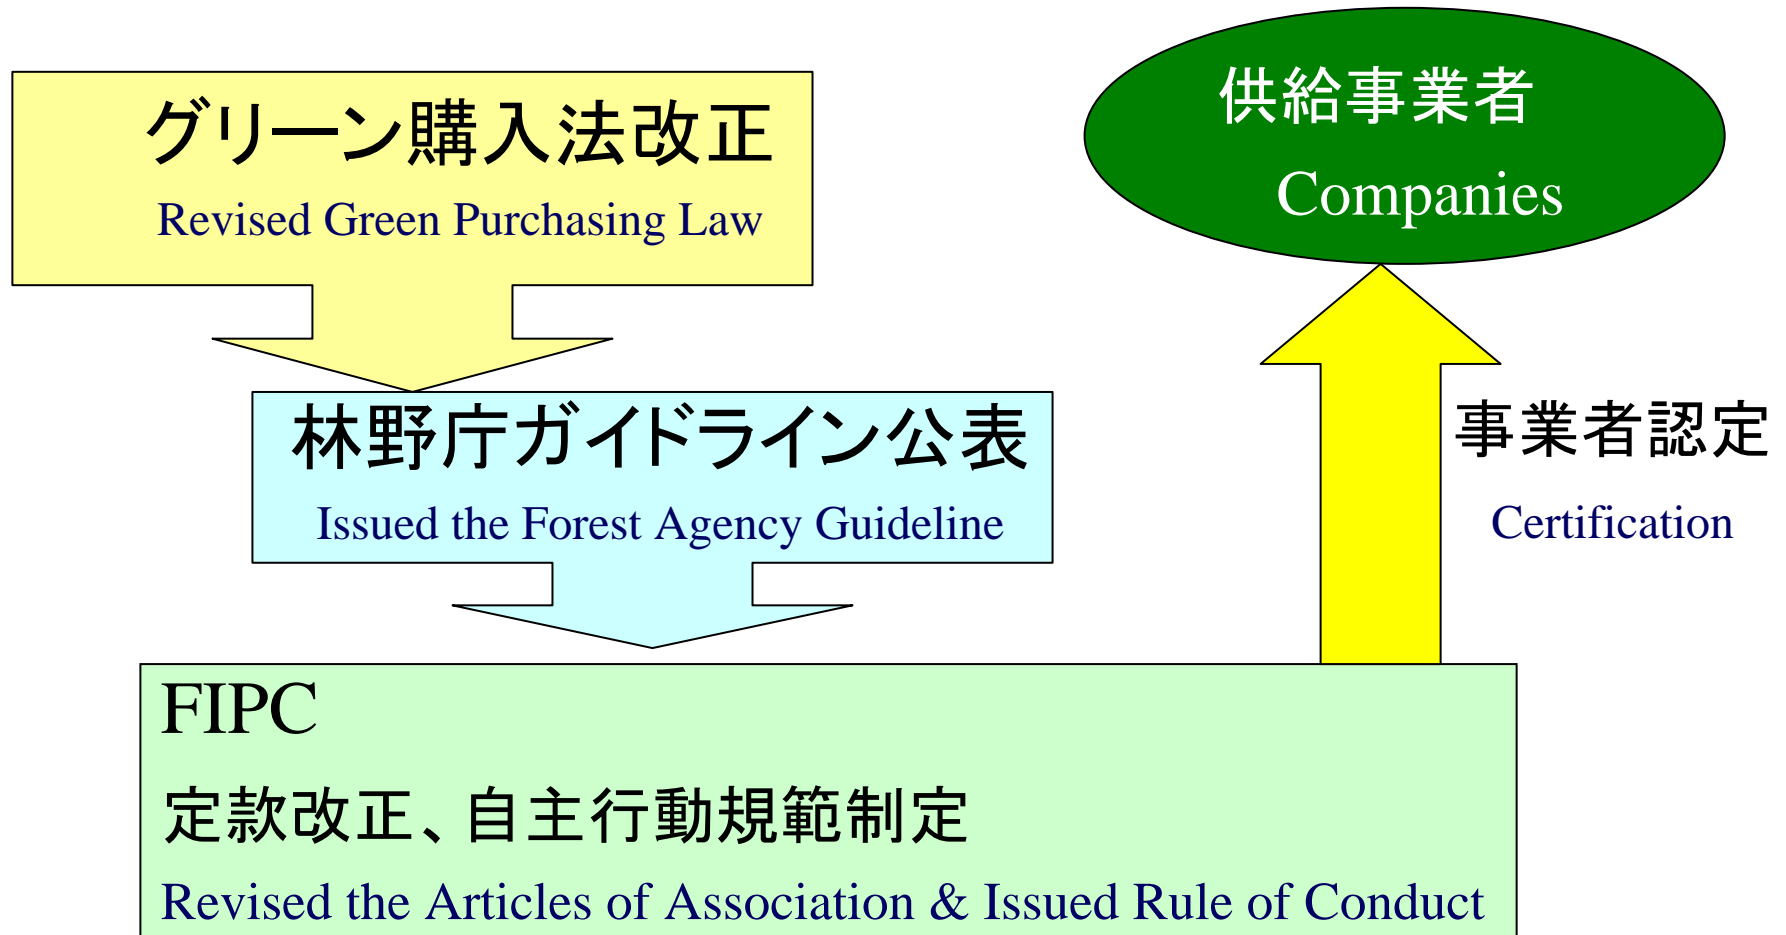 グリーン購入法改正
Revised Green Purchasing Law
供給事業者
Companies
林野庁ガイドライン公表
Issued the Forest Agency Guideline
事業者認定
Certification
FIPC
定款改正、自主行動規範制定
Revised the Articles of Association & Issued Rule of Conduct